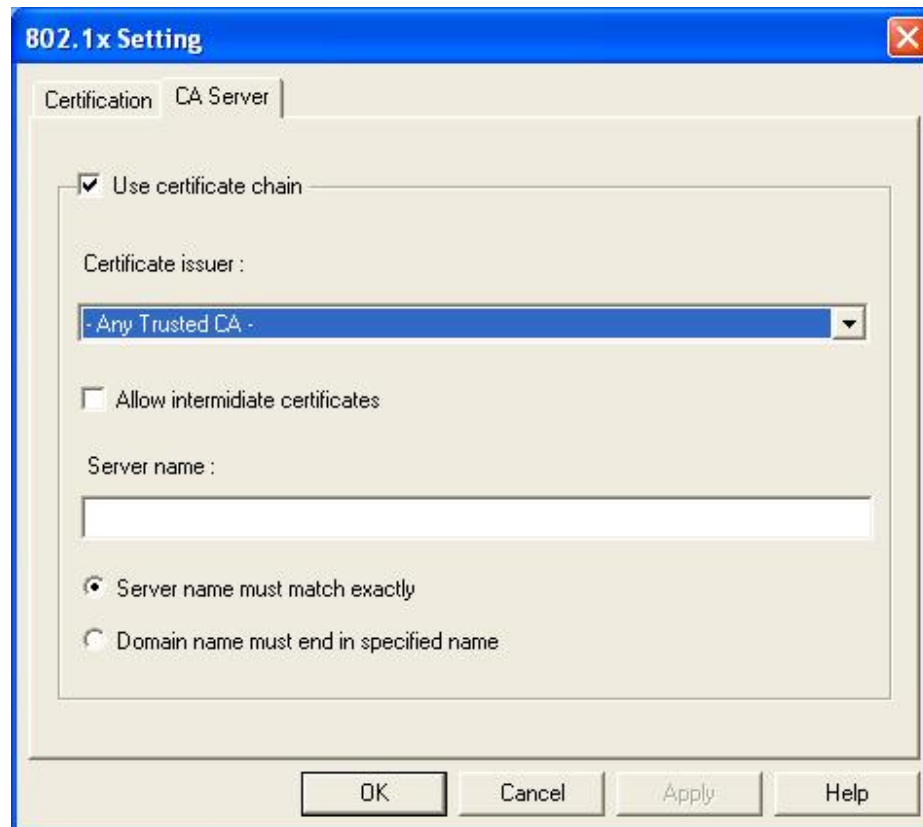 802.1x Setting
Certification CA Server
Use certificate chain
Certificate issuer :
- Any Trusted CA -
Allow intermidiate certificates
Server name :
Server name must match exactly
Domain name must end in specified name
OK Cancel Apply Help